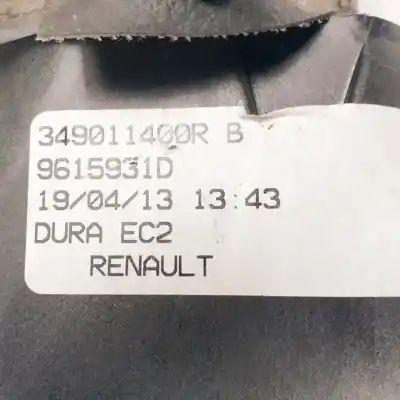 349011400R B
9615931D
19/04/13 13:43
DURA EC2
RENAULT